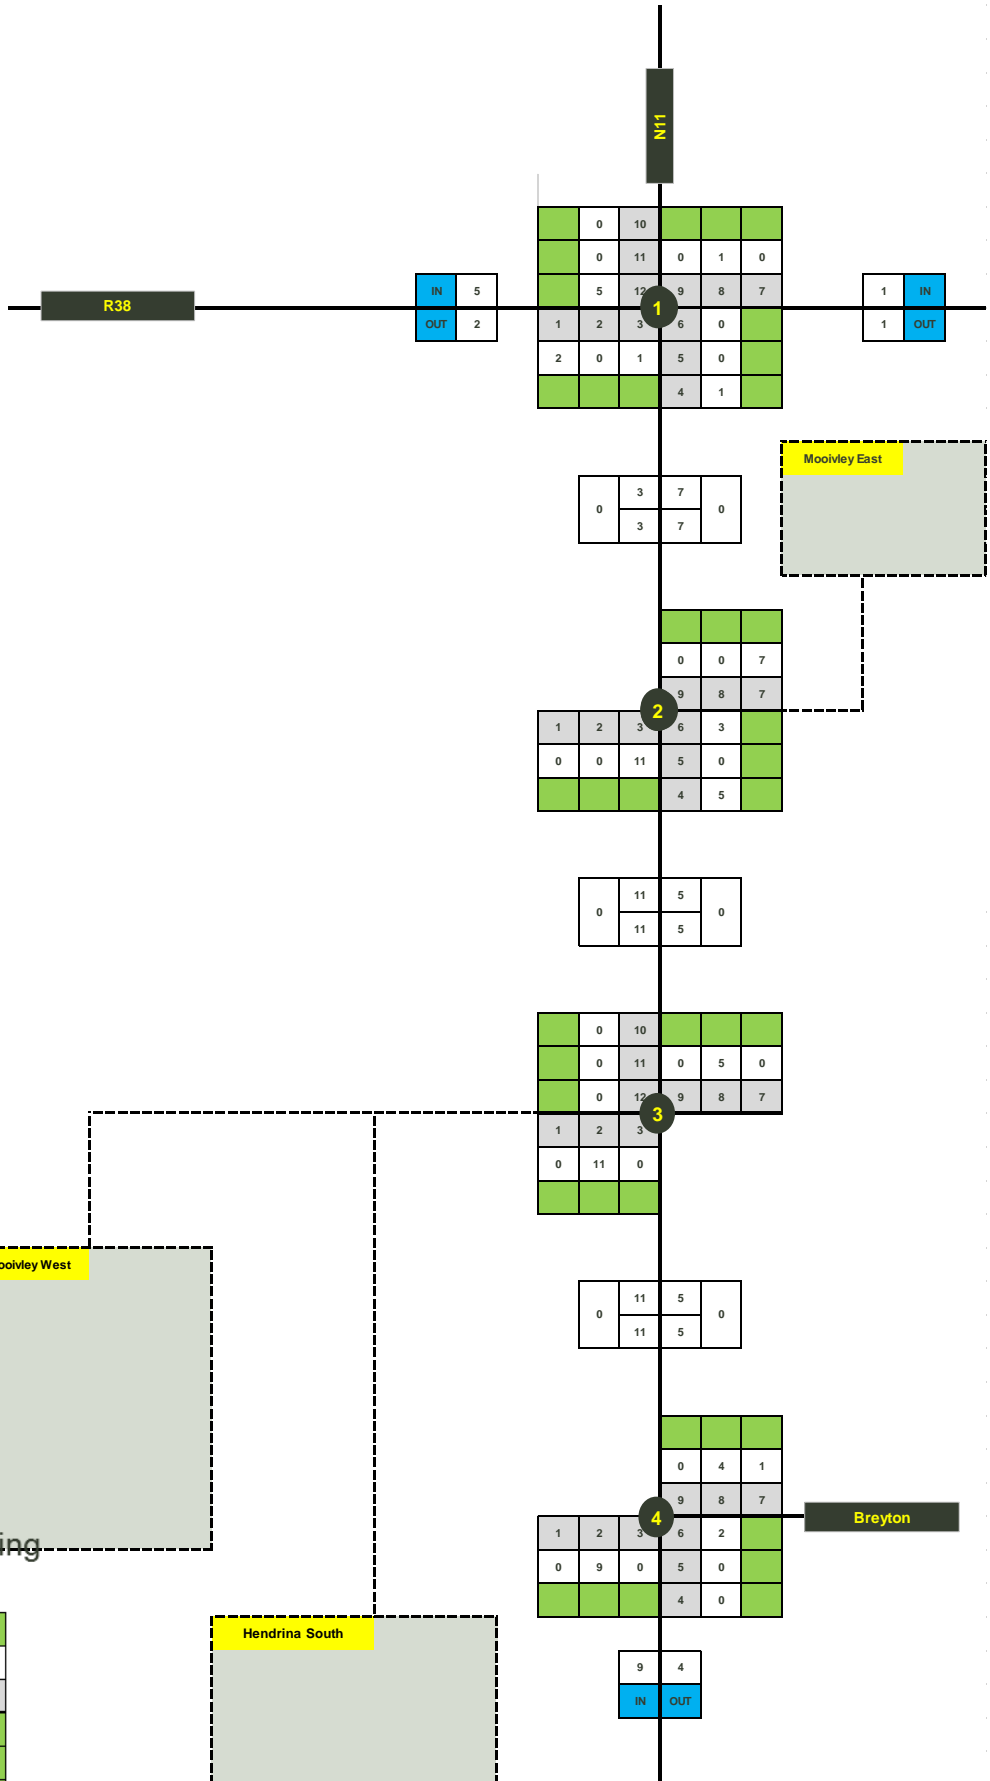 N11
0 10
0 11 0 1 0
IN 5 5 12 9 8 7 1 IN
R38
1
OUT 2 1 2 3 6 0 1 OUT
2 0 1 5 0
4 1
Mooivley East
3 7
0 0
3 7
0 0 7
9 8 7
2
1 2 3 6 3
0 0 11 5 0
4 5
11 5
0 0
11 5
0 10
0 11 0 5 0
0 12 9 8 7
3
1 2 3
0 11 0
ooivley West
11 5
0 0
11 5
0 4 1
9 8 7
4 Breyton
1 2 3 6 2
0 9 0 5 0
ing
4 0
Hendrina South
9 4
IN OUT